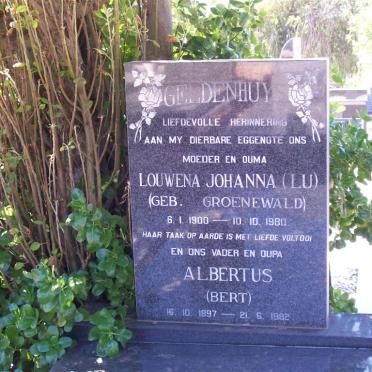 GELDENHUYS
LIEFDEVOLLE HERINNERING
AAN MY DIERBARE EGGENOTE ONS
MOEDER EN OUMA
LOUWENA JOHANNA (LU)
(GEB. GROENEWALD)
6.1.1900 — 10.10.1980
HAAR TAAK OP AARDE IS MET LIEFDE VOLTOOI
EN ONS VADER EN OUPA
ALBERTUS
(BERT)
16.10.1897 — 21.6.1982